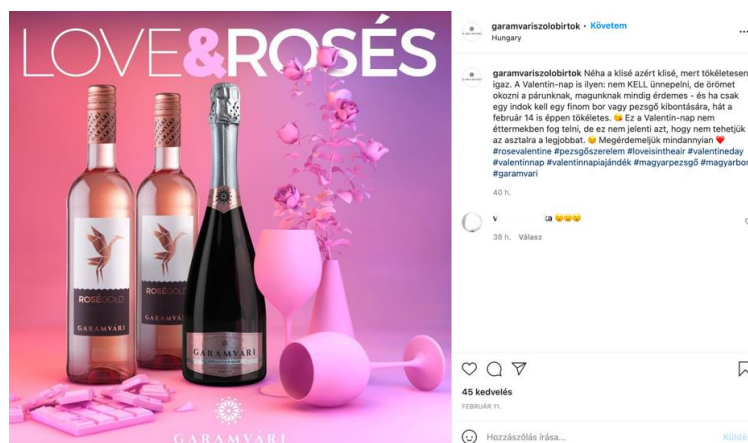 LOVE&ROSÉS
ROSÉGOLD
GARAMVÁRI
ROSÉGOLD
GARAMVÁRI
GARAMVÁRI
garamvariszolobirtok • Követem
Hungary
garamvariszolobirtok Néha a klisé azért klisé, mert tökéletesen
igaz. A Valentin-nap is ilyen: nem KELL ünnepelni, de örömet
okozni a párunknak, magunknak mindig érdemes - és ha csak
egy indok kell egy finom bor vagy pezsgő kibontására, hát a
február 14 is éppen tökéletes. 😘 Ez a Valentin-nap nem
éttermekben fog telni, de ez nem jelenti azt, hogy nem tehetjük
az asztalra a legjobbat. 😉 Megérdemeljük mindannyian ❤️
#rosevalentine #pezsgőszerelem #loveisintheair #valentineday
#valentinnap #valentinnapiajándék #magyarpezsgő #magyarbor
#garamvari
40 h.
38 h. Válasz
45 kedvelés
FEBRUÁR 11.
Hozzászólás írása...
Küldés
GARAMVÁRI